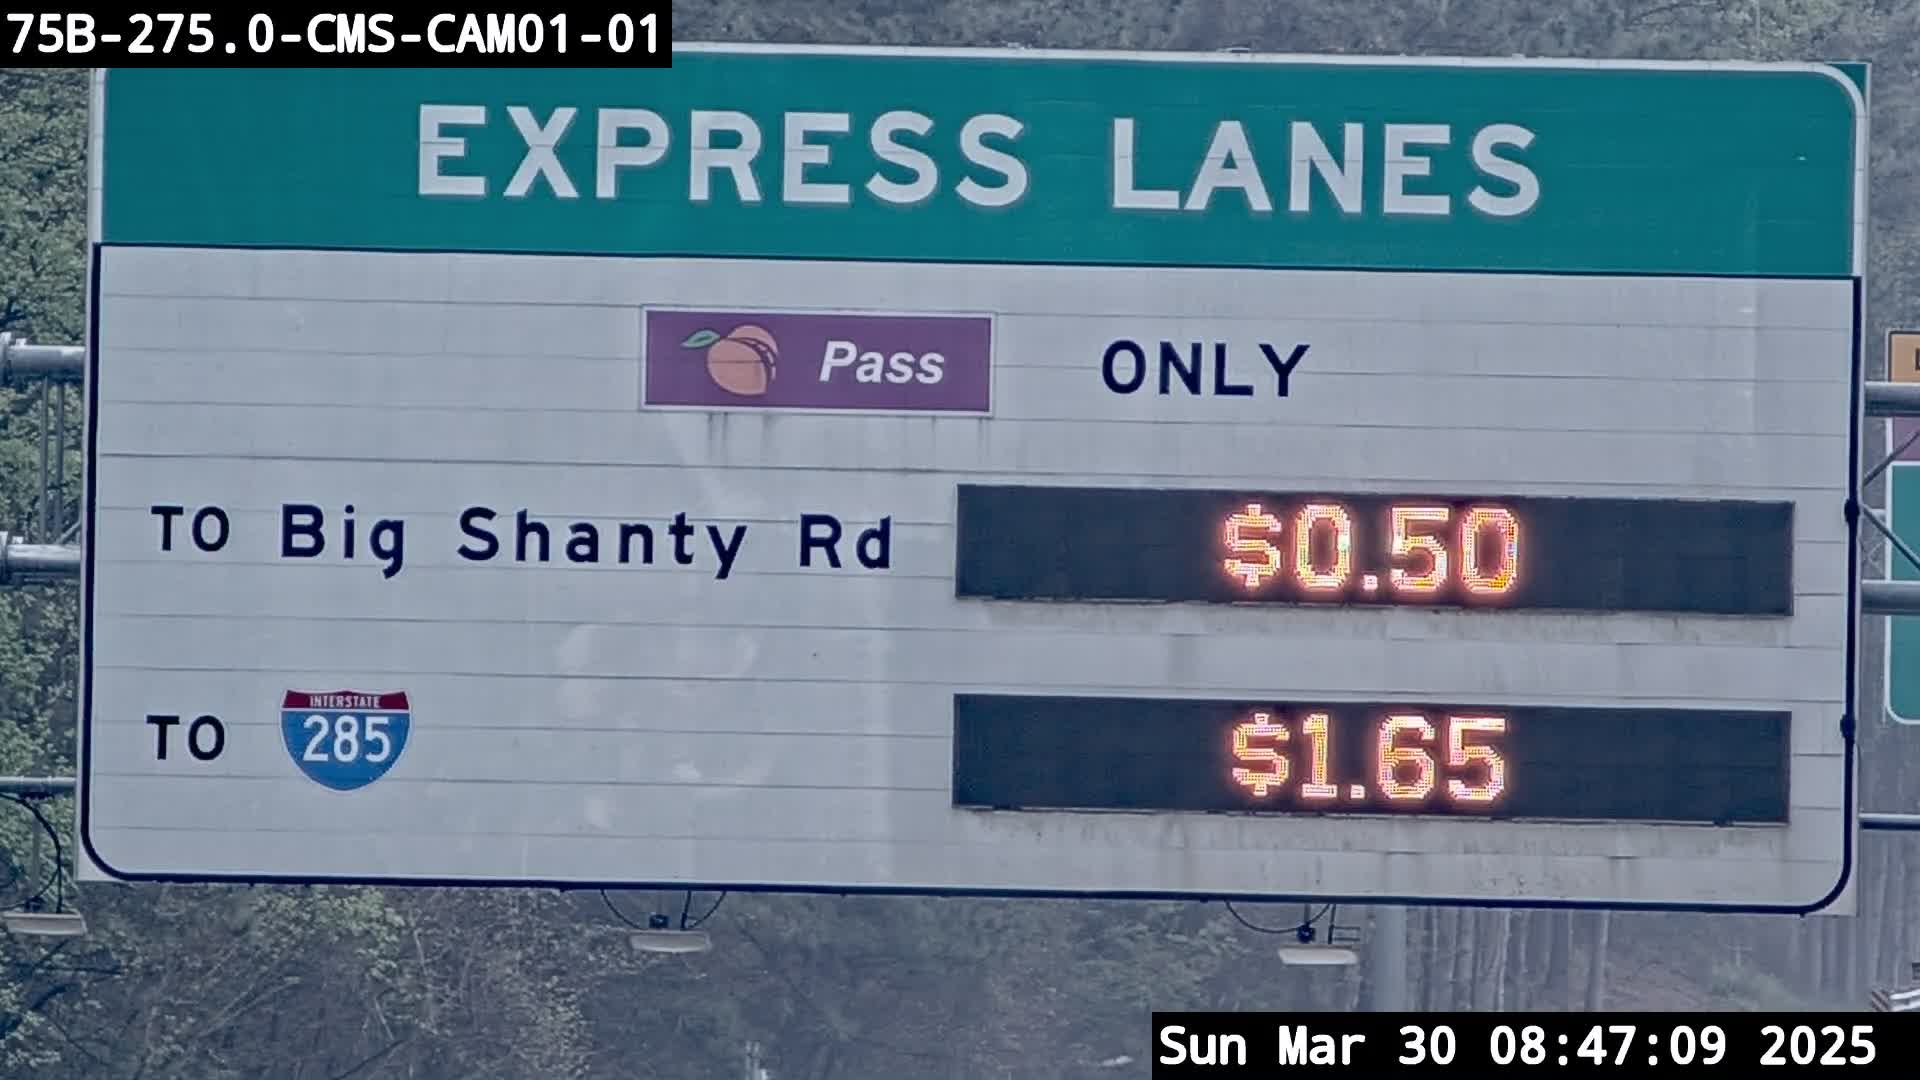 75B-275.0-CMS-CAM01-01
EXPRESS LANES
Pass ONLY
TO Big Shanty Rd $0.50
INTERSTATE
TO 285 $1.65
Sun Mar 30 08:47:09 2025